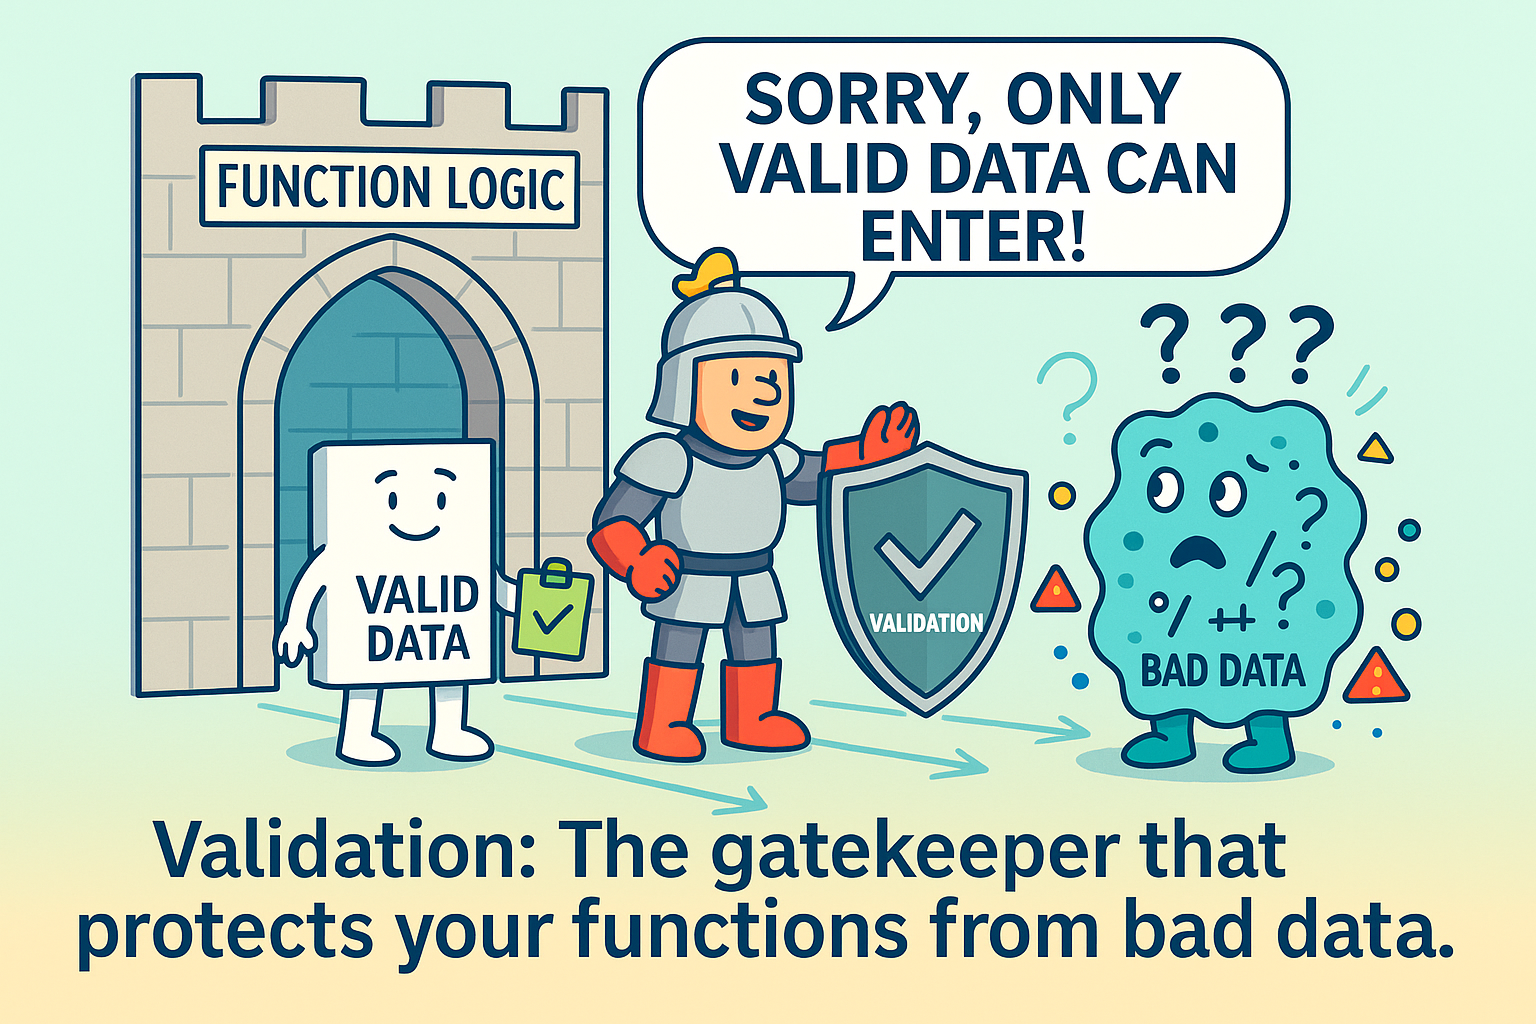 FUNCTION LOGIC
SORRY, ONLY
VALID DATA CAN
ENTER!
? ? ?
?
VALID
DATA
VALIDATION
?
/
?
% #
BAD DATA
Validation: The gatekeeper that
protects your functions from bad data.